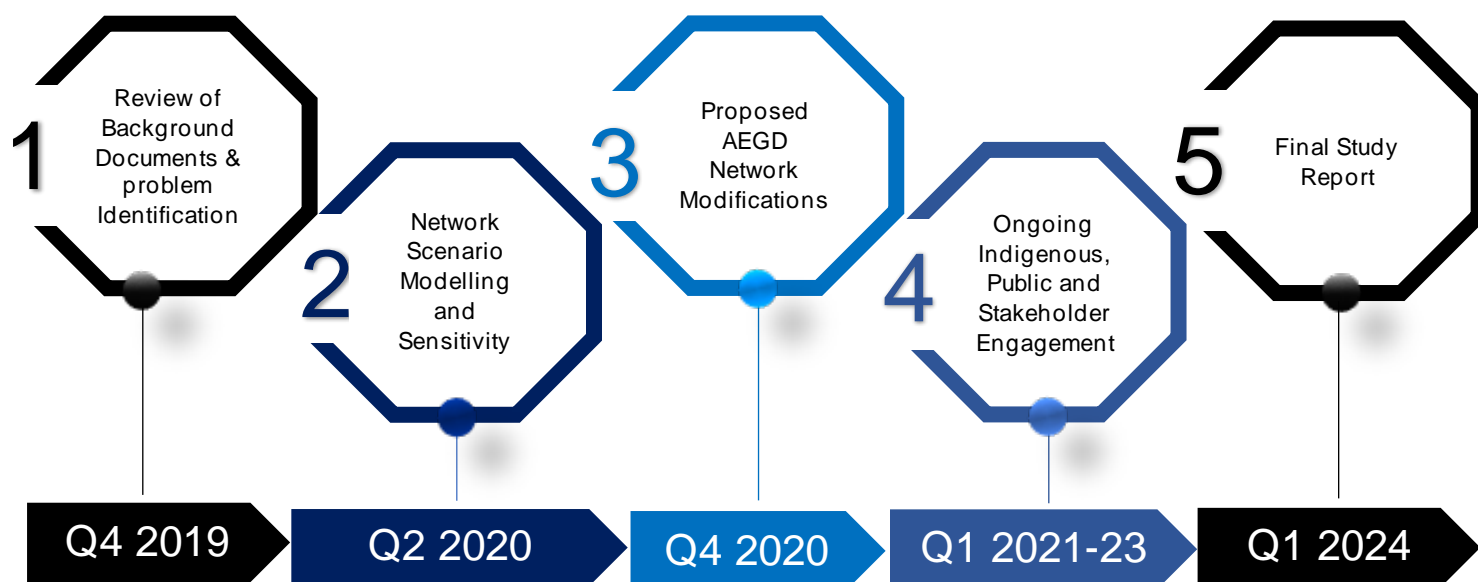 1
Review of
Background
Documents &
problem
Identification
2
Network
Scenario
Modelling
and
Sensitivity
3
Proposed
AEGD
Network
Modifications
4
Ongoing
Indigenous,
Public and
Stakeholder
Engagement
5
Final Study
Report
Q4 2019
Q2 2020
Q4 2020
Q1 2021-23
Q1 2024